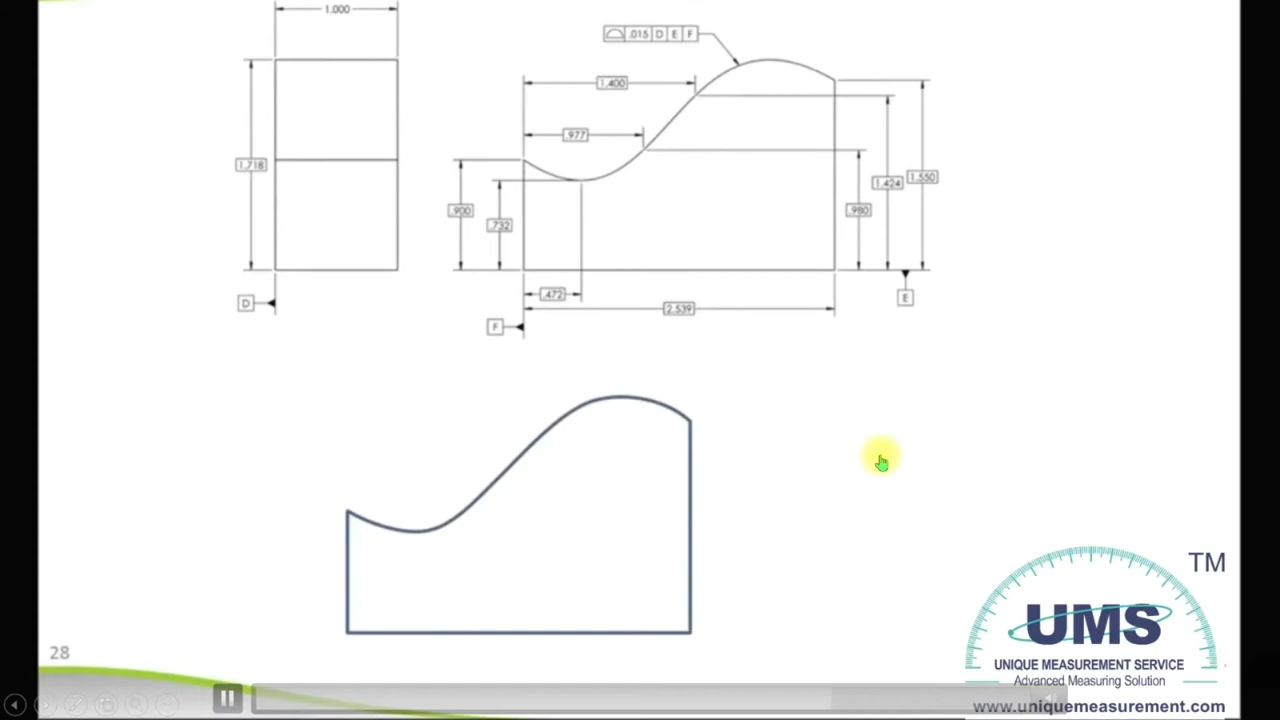 1.000
.015 D E F
1.400
.977
1.718
1.424
1.550
.900
.980
.732
.472
2.539
D
E
F
TM
UMS
UNIQUE MEASUREMENT SERVICE
Advanced Measuring Solution
www.uniquemeasurement.com
28